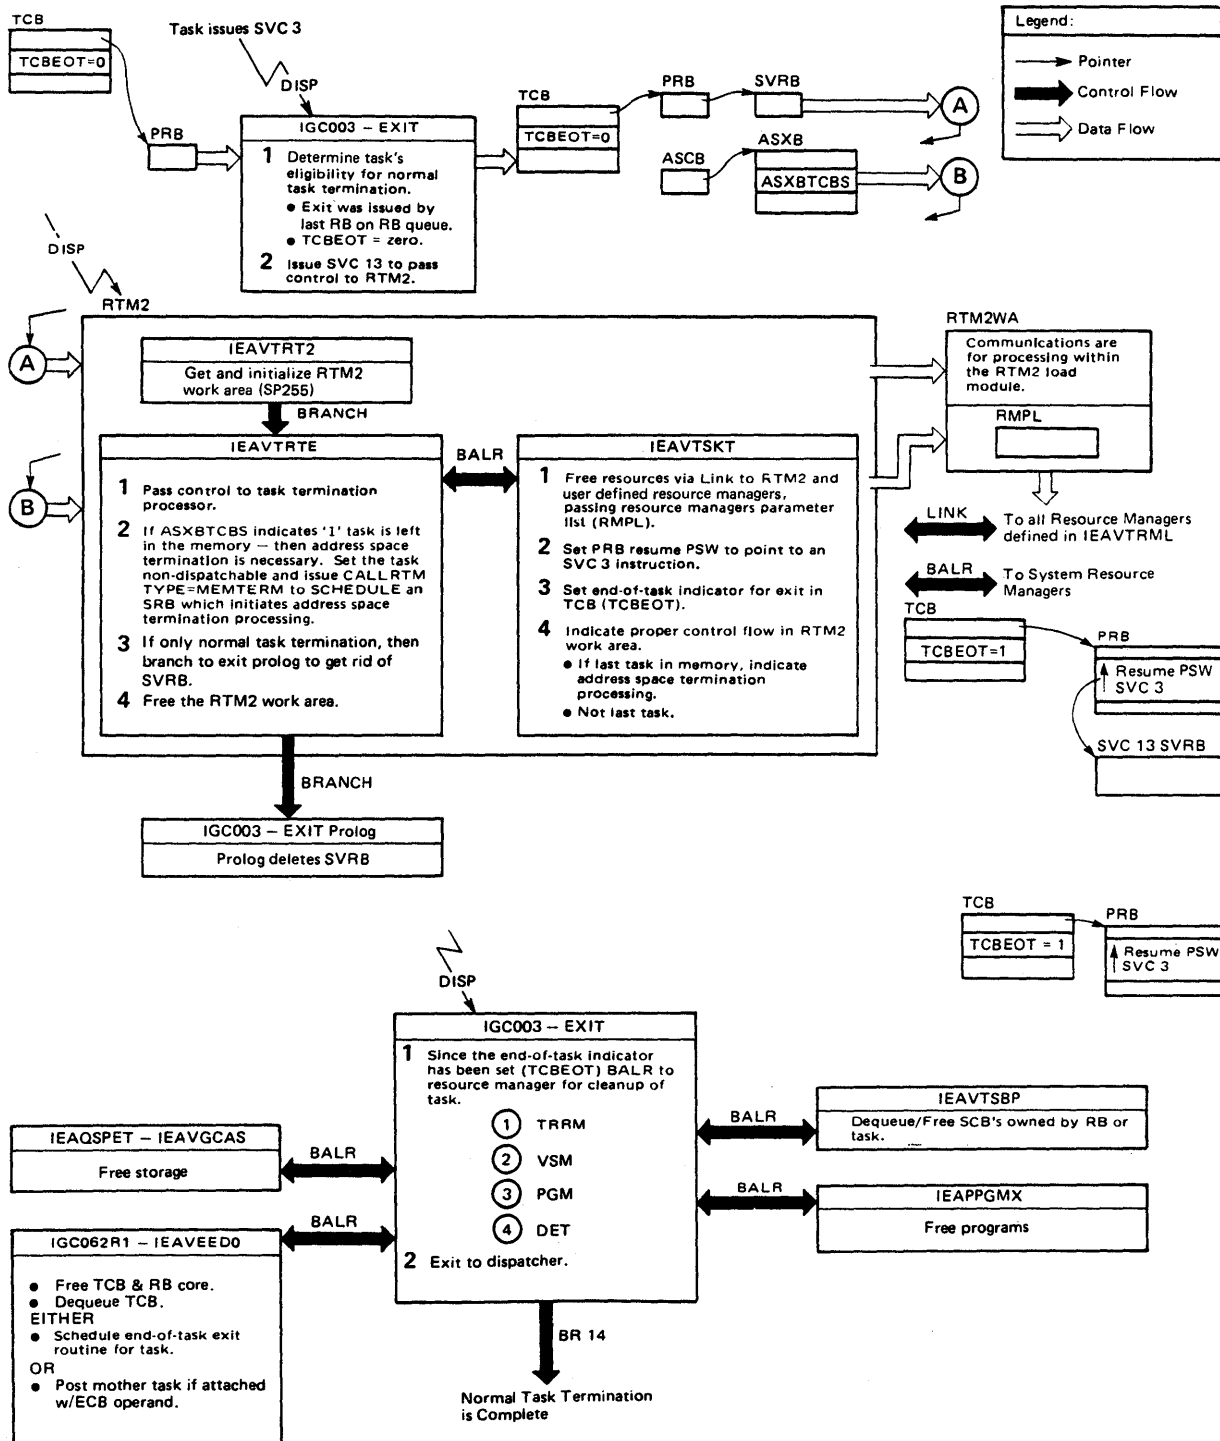 TCB
TCBEOT=0
Task issues SVC 3
DISP
PRB
IGC003 – EXIT
1 Determine task's
eligibility for normal
task termination.
● Exit was issued by
last RB on RB queue.
● TCBEOT = zero.
2 Issue SVC 13 to pass
control to RTM2.
TCB
TCBEOT=0
PRB
SVRB
A
ASCB
ASXB
ASXBTCBS
B
Legend:
Pointer
Control Flow
Data Flow
DISP
RTM2
A
B
IEAVTRT2
Get and initialize RTM2
work area (SP255)
BRANCH
IEAVTRTE
1 Pass control to task termination
processor.
2 If ASXBTCBS indicates '1' task is left
in the memory – then address space
termination is necessary. Set the task
non-dispatchable and issue CALLRTM
TYPE=MEMTERM to SCHEDULE an
SRB which initiates address space
termination processing.
3 If only normal task termination, then
branch to exit prolog to get rid of
SVRB.
4 Free the RTM2 work area.
BALR
IEAVTSKT
1 Free resources via Link to RTM2 and
user defined resource managers,
passing resource managers parameter
list (RMPL).
2 Set PRB resume PSW to point to an
SVC 3 instruction.
3 Set end-of-task indicator for exit in
TCB (TCBEOT).
4 Indicate proper control flow in RTM2
work area.
● If last task in memory, indicate
address space termination
processing.
● Not last task.
RTM2WA
Communications are
for processing within
the RTM2 load
module.
RMPL
LINK
To all Resource Managers
defined in IEAVTRML
BALR
To System Resource
Managers
TCB
TCBEOT=1
PRB
Resume PSW
SVC 3
SVC 13 SVRB
BRANCH
IGC003 – EXIT Prolog
Prolog deletes SVRB
TCB
TCBEOT = 1
PRB
Resume PSW
SVC 3
DISP
IGC003 – EXIT
1 Since the end-of-task indicator
has been set (TCBEOT) BALR to
resource manager for cleanup of
task.
1 TRRM
2 VSM
3 PGM
4 DET
2 Exit to dispatcher.
BALR
IEAVTSBP
Dequeue/Free SCB's owned by RB or
task.
BALR
IEAPPGMX
Free programs
IEAQSPET – IEAVGCAS
Free storage
BALR
IGC062R1 – IEAVEED0
● Free TCB & RB core.
● Dequeue TCB.
EITHER
● Schedule end-of-task exit
routine for task.
OR
● Post mother task if attached
w/ECB operand.
BALR
BR 14
Normal Task Termination
is Complete